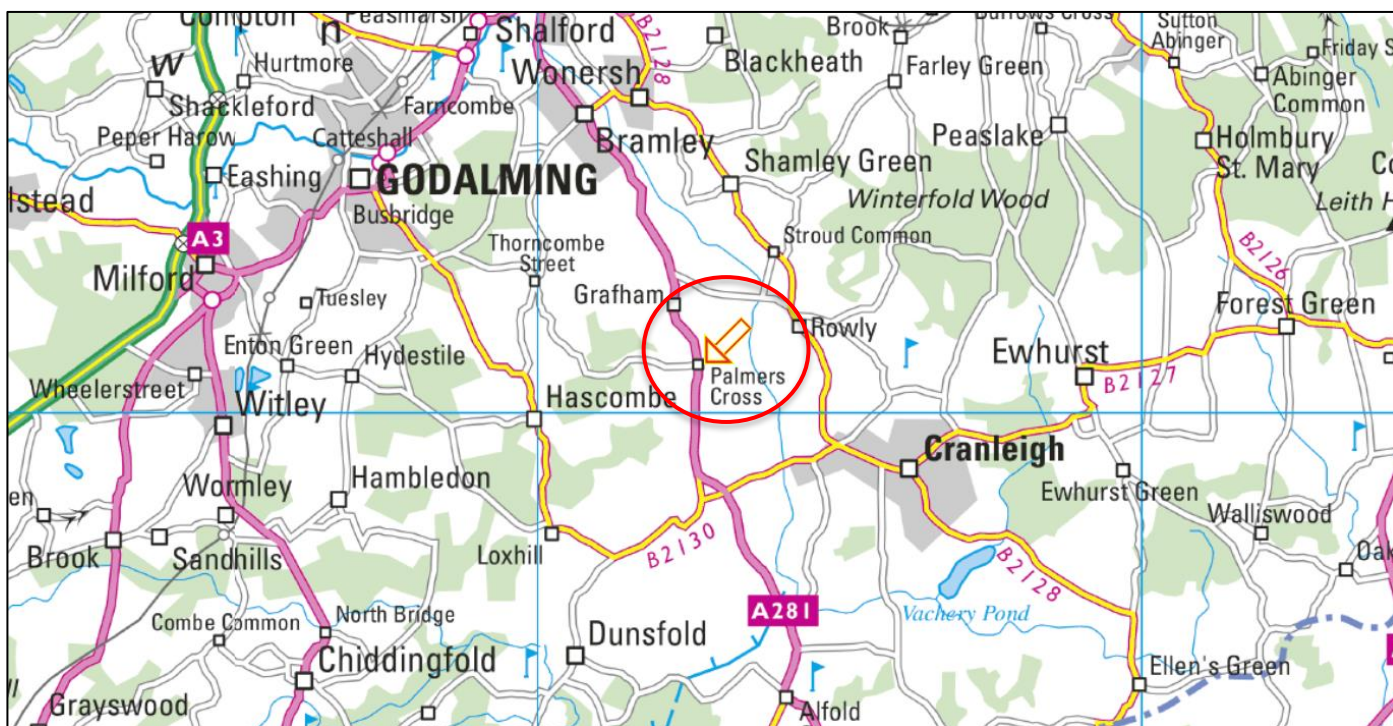 Compton
Peasmarsh
Shalford
Hurtmore
Wonersh
B2128
Blackheath
Brook
Farley Green
Sutton
Abinger
Abinger
Common
Shackleford
Farncombe
Peper Harow
Catteshall
Bramley
Peaslake
Holmbury
St. Mary
Eashing
GODALMING
Shamley Green
Winterfold Wood
Busbridge
A3
Thorncombe
Street
Stroud Common
B2126
Milford
Tuesley
Grafham
Rowly
Forest Green
Enton Green
Hydestile
Ewhurst
B2127
Wheelerstreet
Palmers
Cross
Witley
Hascombe
Cranleigh
Hambledon
Wormley
Ewhurst Green
Walliswood
Brook
Sandhills
Loxhill
B2130
B2128
A281
Vachery Pond
Combe Common
North Bridge
Dunsfold
Chiddingfold
Ellen's Green
Grayswood
Alfold